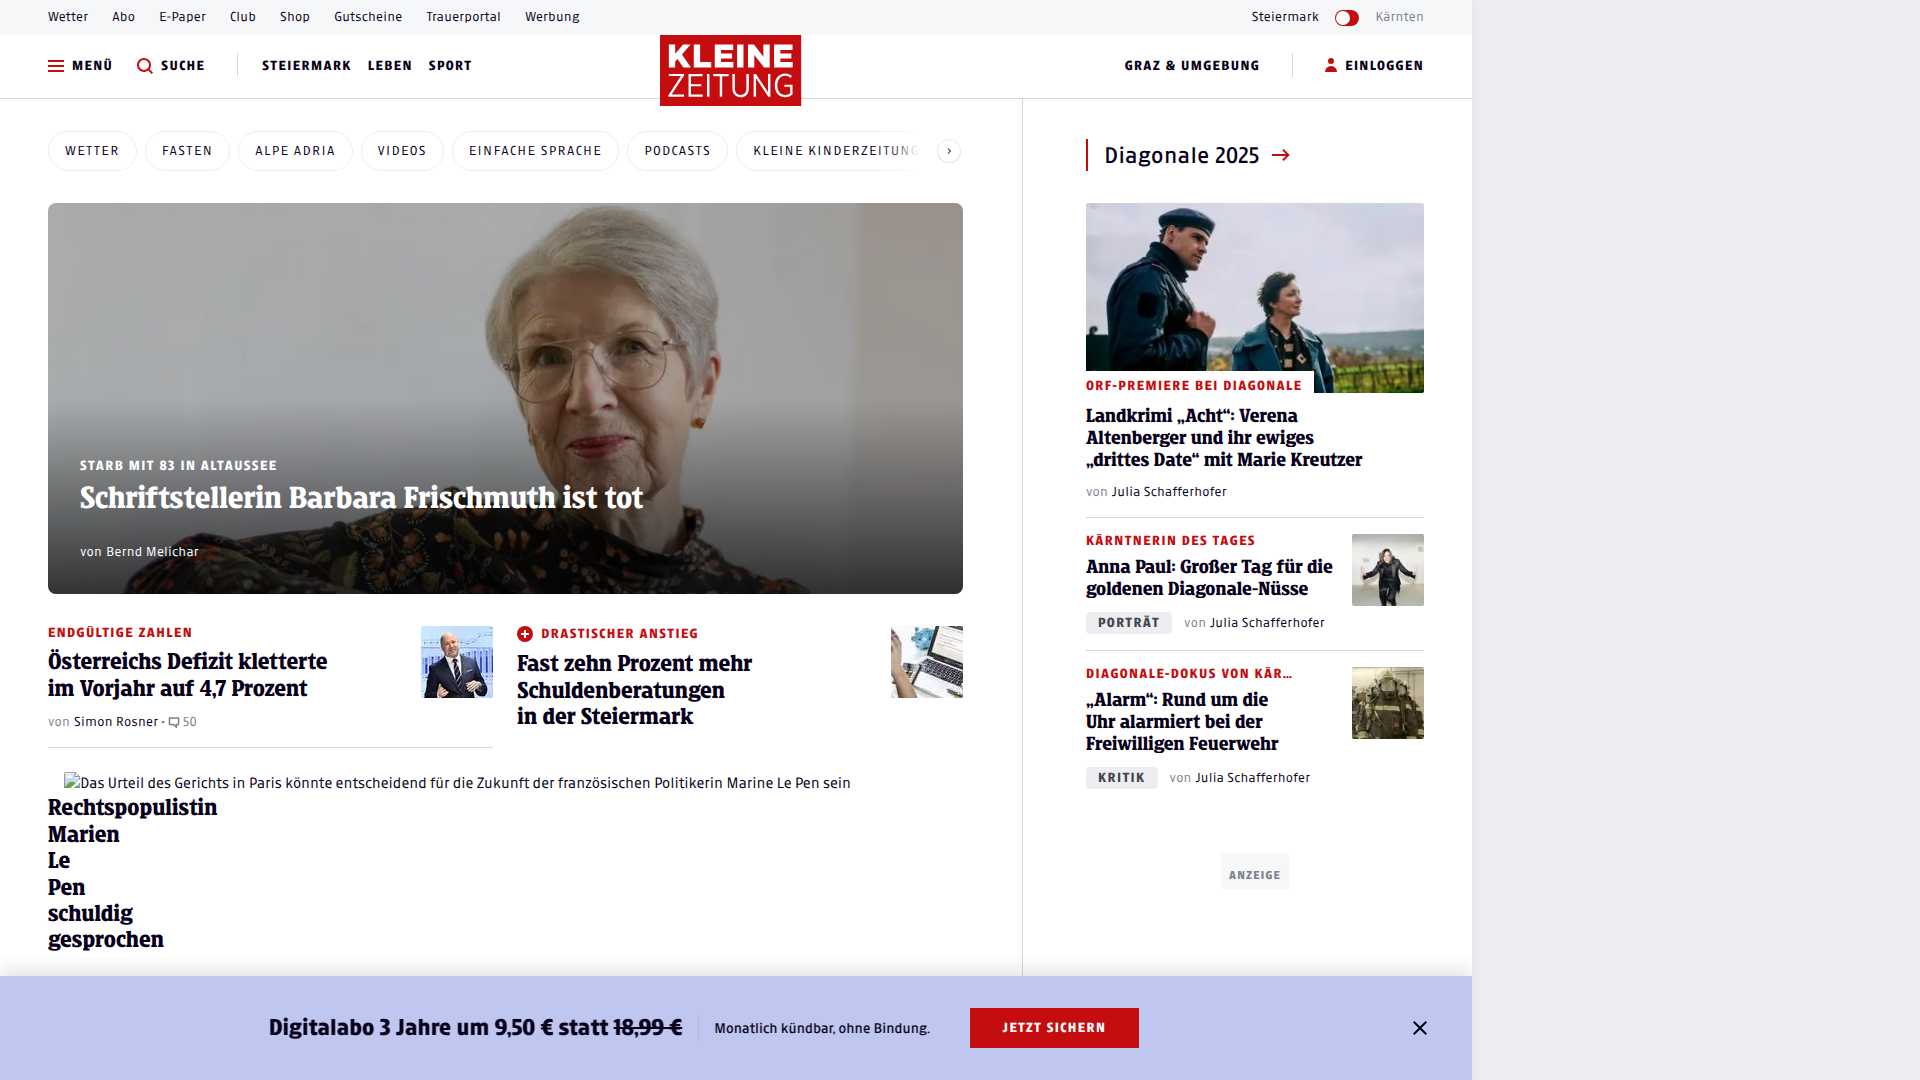 Wetter Abo E-Paper Club Shop Gutscheine Trauerportal Werbung Steiermark Kärnten
MENÜ SUCHE STEIERMARK LEBEN SPORT KLEINE ZEITUNG GRAZ & UMGEBUNG EINLOGGEN
WETTER FASTEN ALPE ADRIA VIDEOS EINFACHE SPRACHE PODCASTS KLEINE KINDERZEITUNG
STARB MIT 83 IN ALTAUSSEE
Schriftstellerin Barbara Frischmuth ist tot
von Bernd Melichar
ENDGÜLTIGE ZAHLEN
Österreichs Defizit kletterte
im Vorjahr auf 4,7 Prozent
von Simon Rosner - 50
DRASTISCHER ANSTIEG
Fast zehn Prozent mehr
Schuldenberatungen
in der Steiermark
Das Urteil des Gerichts in Paris könnte entscheidend für die Zukunft der französischen Politikerin Marine Le Pen sein
Rechtspopulistin
Marien
Le
Pen
schuldig
gesprochen
Diagonale 2025
ORF-PREMIERE BEI DIAGONALE
Landkrimi „Acht“: Verena
Altenberger und ihr ewiges
„drittes Date“ mit Marie Kreutzer
von Julia Schafferhofer
KÄRNTNERIN DES TAGES
Anna Paul: Großer Tag für die
goldenen Diagonale-Nüsse
PORTRÄT von Julia Schafferhofer
DIAGONALE-DOKUS VON KÄR...
„Alarm“: Rund um die
Uhr alarmiert bei der
Freiwilligen Feuerwehr
KRITIK von Julia Schafferhofer
ANZEIGE
Digitalabo 3 Jahre um 9,50 € statt 18,99 € Monatlich kündbar, ohne Bindung. JETZT SICHERN